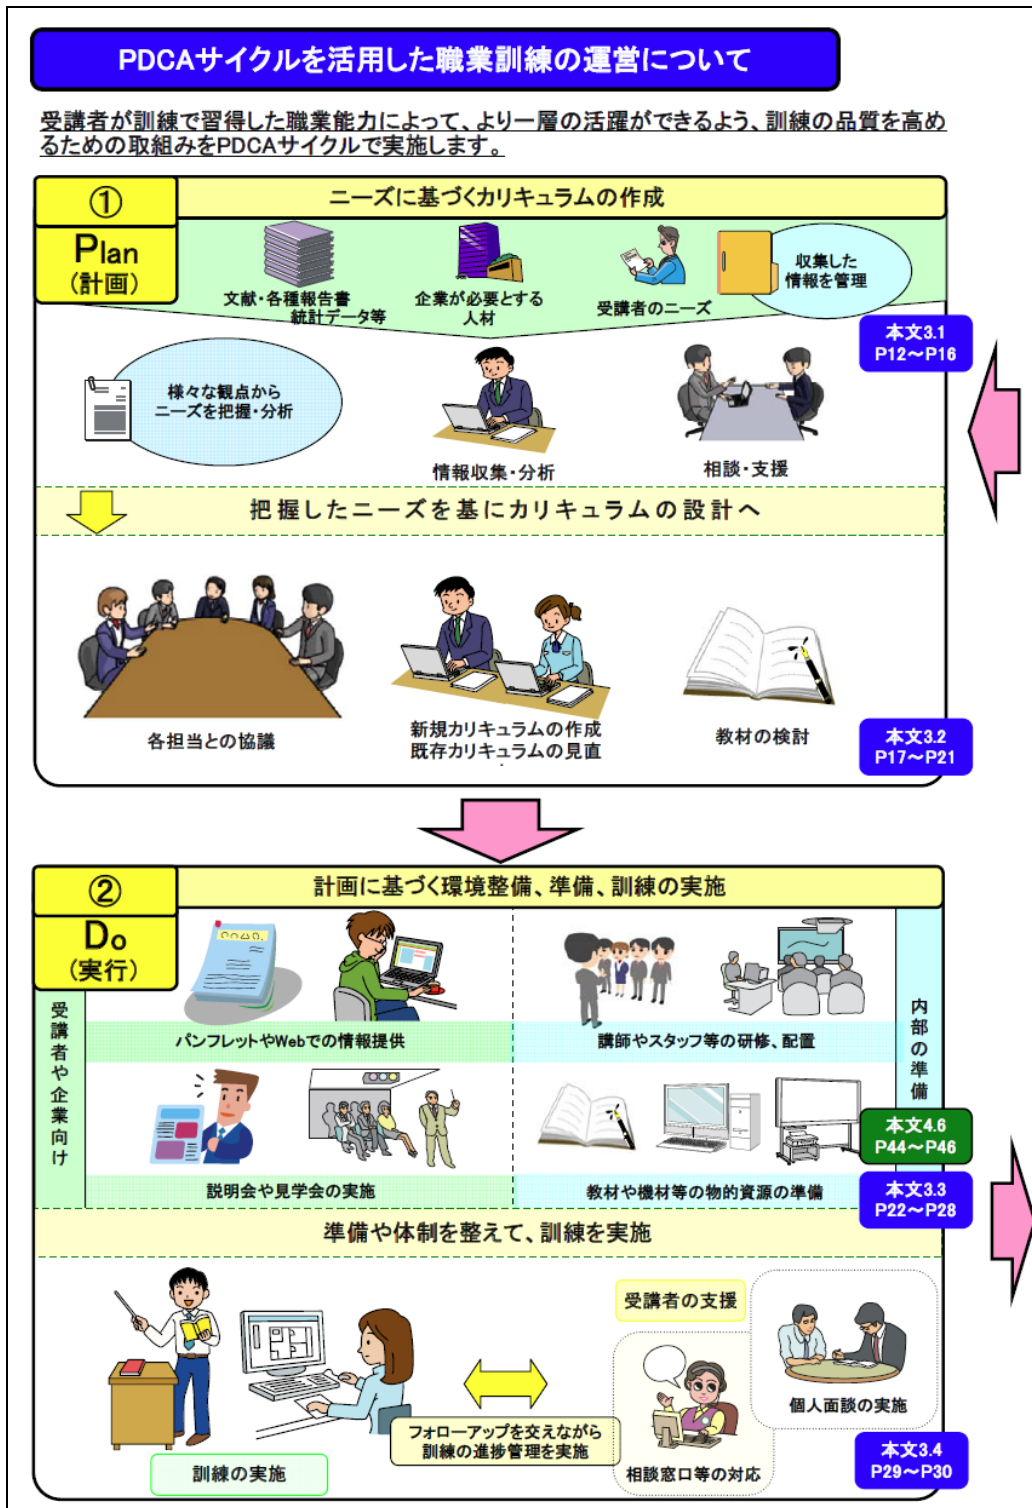 PDCAサイクルを活用した職業訓練の運営について
受講者が訓練で習得した職業能力によって、より一層の活躍ができるよう、訓練の品質を高め
るための取組みをPDCAサイクルで実施します。
①
Plan
(計画)
ニーズに基づくカリキュラムの作成
文献・各種報告書
統計データ等
企業が必要とする
人材
受講者のニーズ
収集した
情報を管理
本文3.1
P12～P16
様々な観点から
ニーズを把握・分析
情報収集・分析
相談・支援
把握したニーズを基にカリキュラムの設計へ
各担当との協議
新規カリキュラムの作成
既存カリキュラムの見直
教材の検討
本文3.2
P17～P21
②
Do
(実行)
計画に基づく環境整備、準備、訓練の実施
受講者や企業向け
パンフレットやWebでの情報提供
講師やスタッフ等の研修、配置
内部の準備
説明会や見学会の実施
教材や機材等の物的資源の準備
本文4.6
P44～P46
本文3.3
P22～P28
準備や体制を整えて、訓練を実施
訓練の実施
フォローアップを交えながら
訓練の進捗管理を実施
受講者の支援
相談窓口等の対応
個人面談の実施
本文3.4
P29～P30